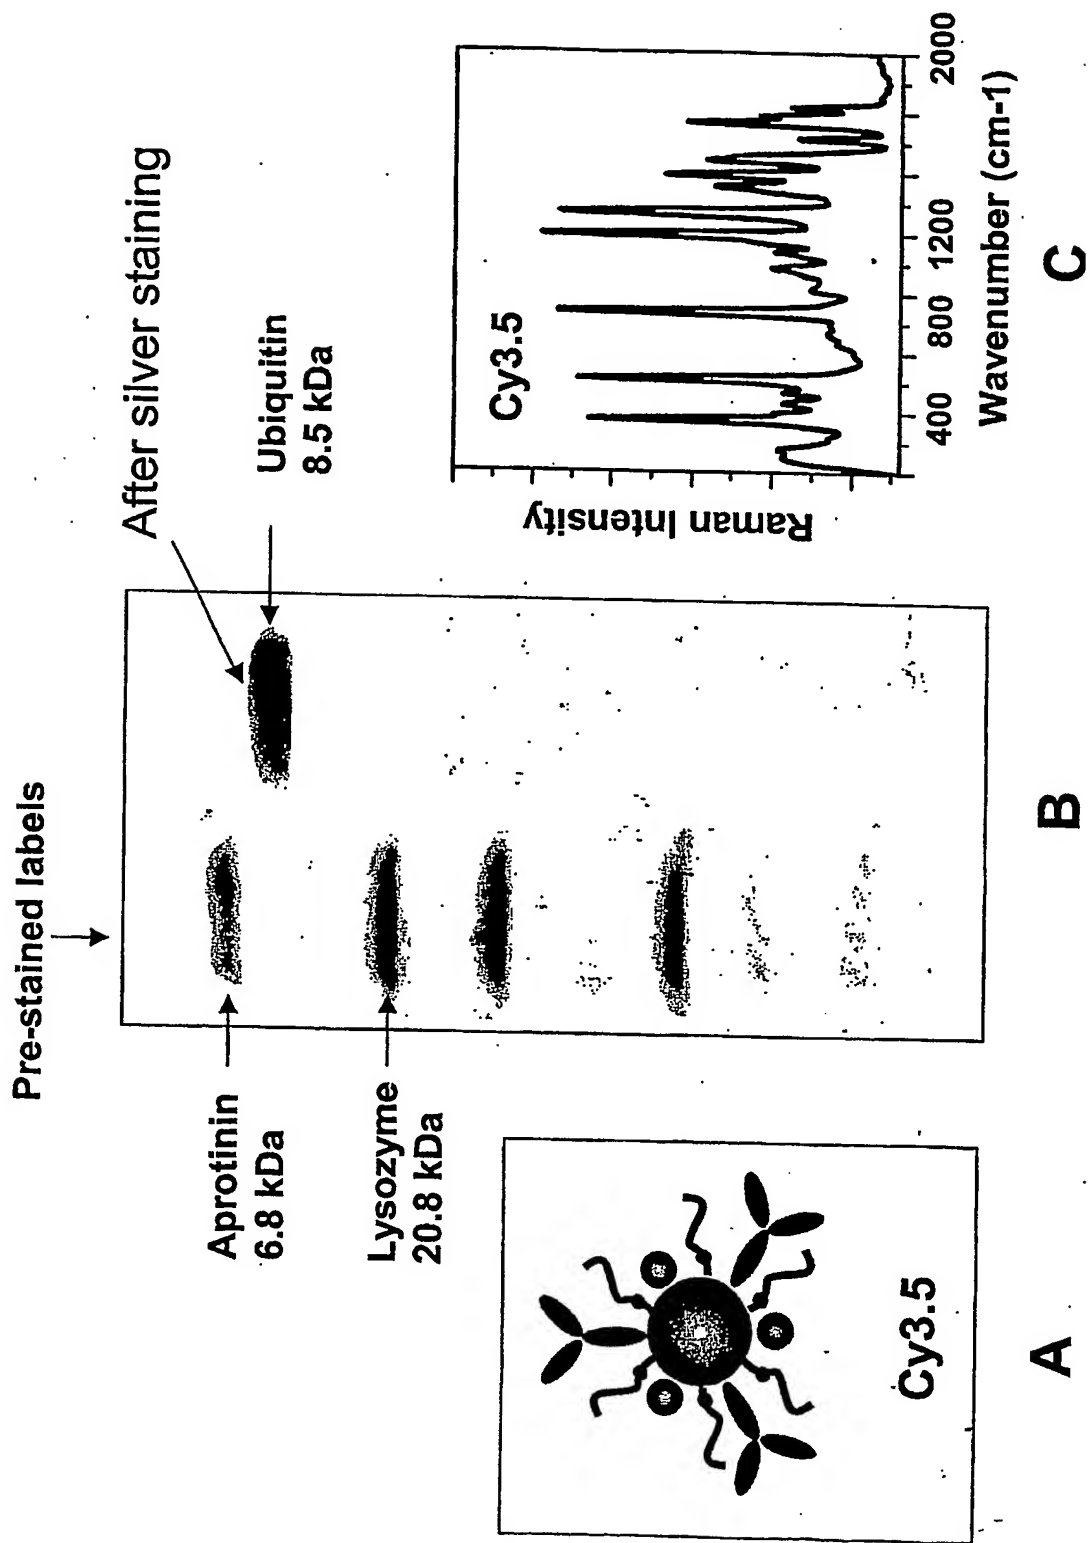 Cy3.5
A
Pre-stained labels
Aprotinin
6.8 kDa
Lysozyme
20.8 kDa
After silver staining
Ubiquitin
8.5 kDa
B
Raman Intensity
Cy3.5
400
800
1200
2000
Wavenumber (cm-1)
C